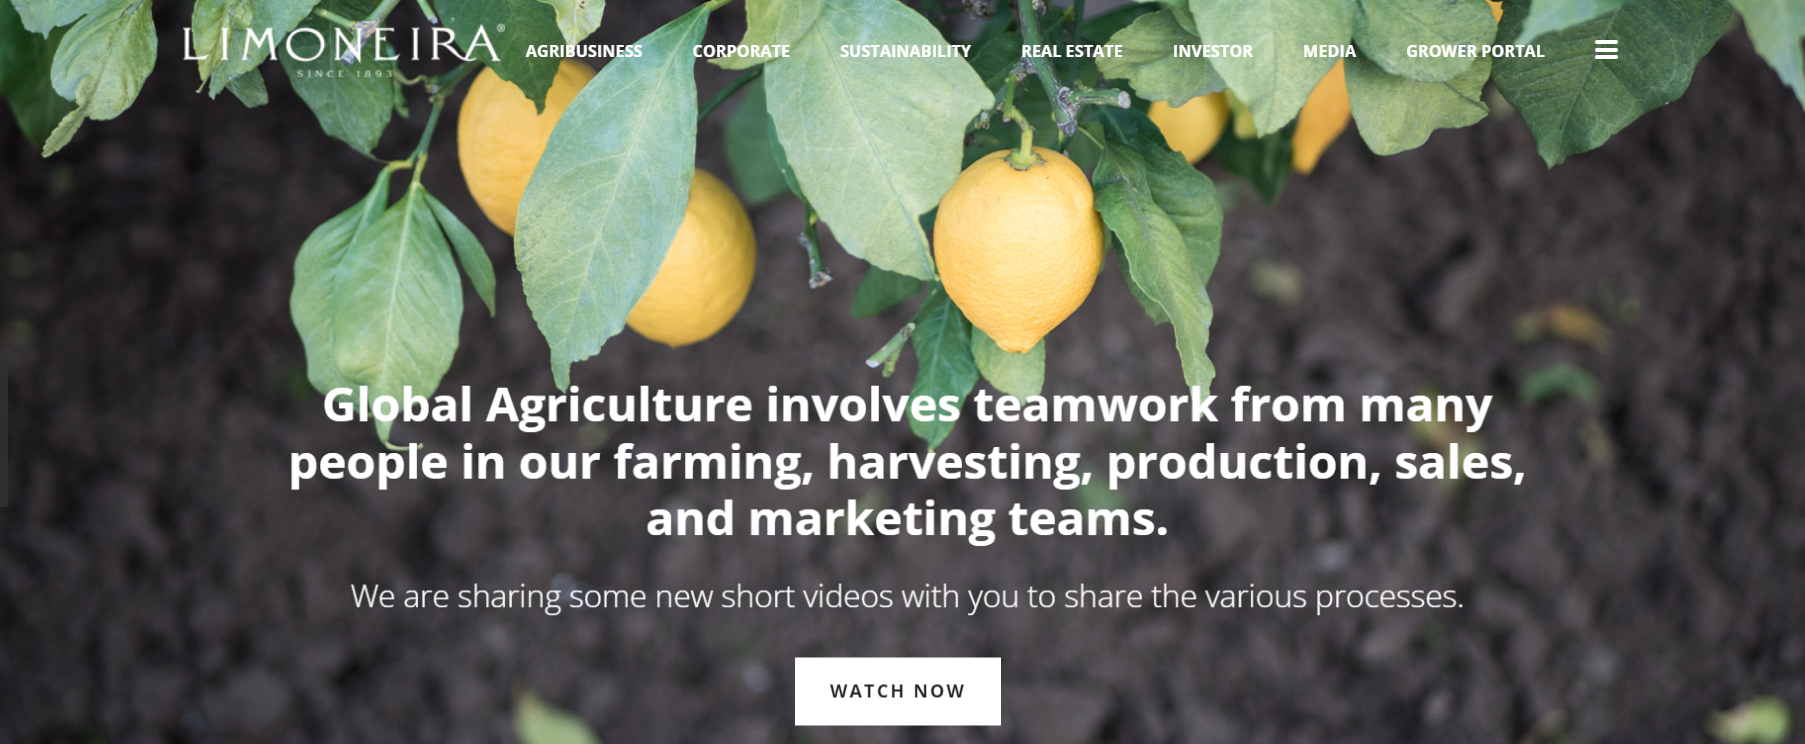 LIMONEIRA®
SINCE 1893
AGRIBUSINESS CORPORATE SUSTAINABILITY REAL ESTATE INVESTOR MEDIA GROWER PORTAL
Global Agriculture involves teamwork from many
people in our farming, harvesting, production, sales,
and marketing teams.
We are sharing some new short videos with you to share the various processes.
WATCH NOW